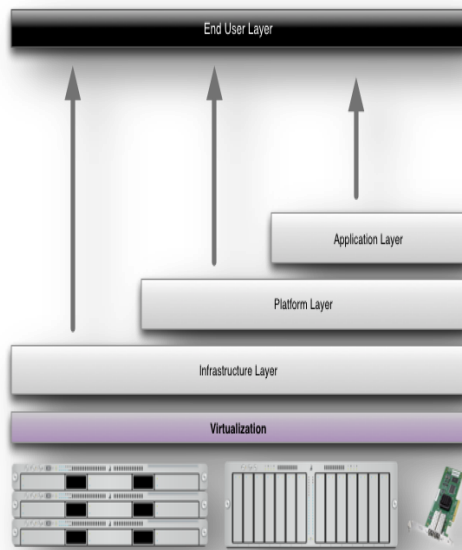 End User Layer
Application Layer
Platform Layer
Infrastructure Layer
Virtualization